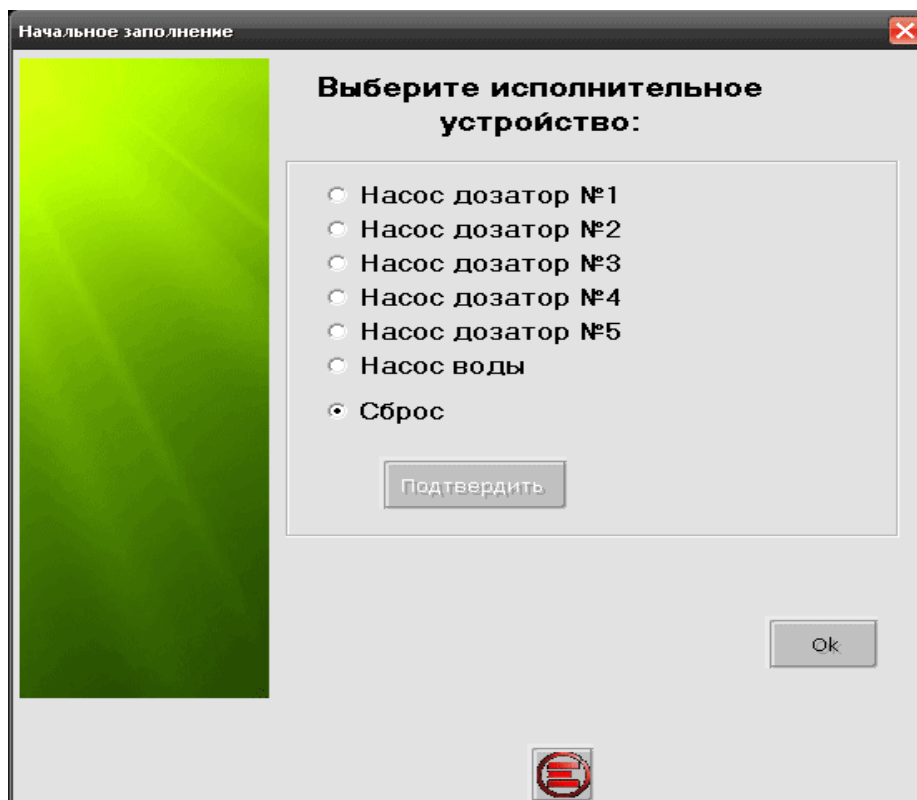 Начальное заполнение
Выберите исполнительное
устройство:
Насос дозатор №1
Насос дозатор №2
Насос дозатор №3
Насос дозатор №4
Насос дозатор №5
Насос воды
Сброс
Подтвердить
Ok